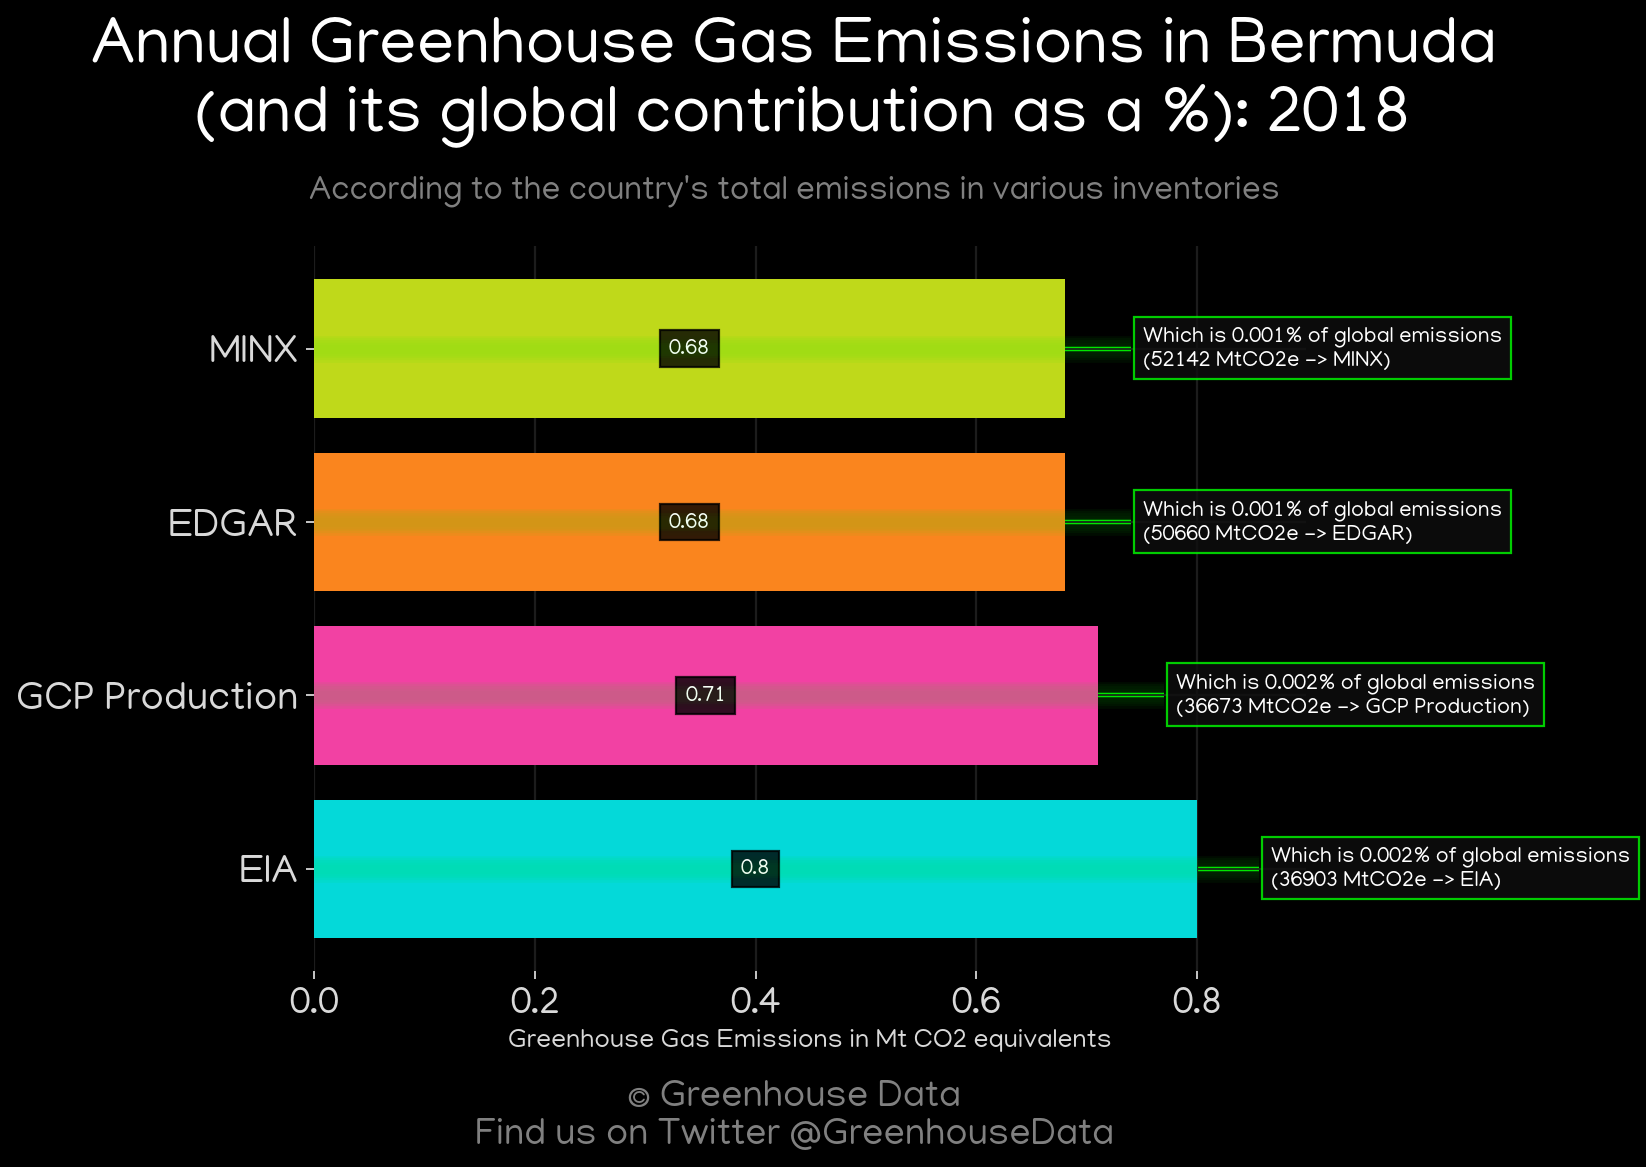 Annual Greenhouse Gas Emissions in Bermuda
(and its global contribution as a %): 2018
According to the country's total emissions in various inventories
MINX
0.68
Which is 0.001% of global emissions
(52142 MtCO2e -> MINX)
EDGAR
0.68
Which is 0.001% of global emissions
(50660 MtCO2e -> EDGAR)
GCP Production
0.71
Which is 0.002% of global emissions
(36673 MtCO2e -> GCP Production)
EIA
0.8
Which is 0.002% of global emissions
(36903 MtCO2e -> EIA)
0.0 0.2 0.4 0.6 0.8
Greenhouse Gas Emissions in Mt CO2 equivalents
© Greenhouse Data
Find us on Twitter @GreenhouseData